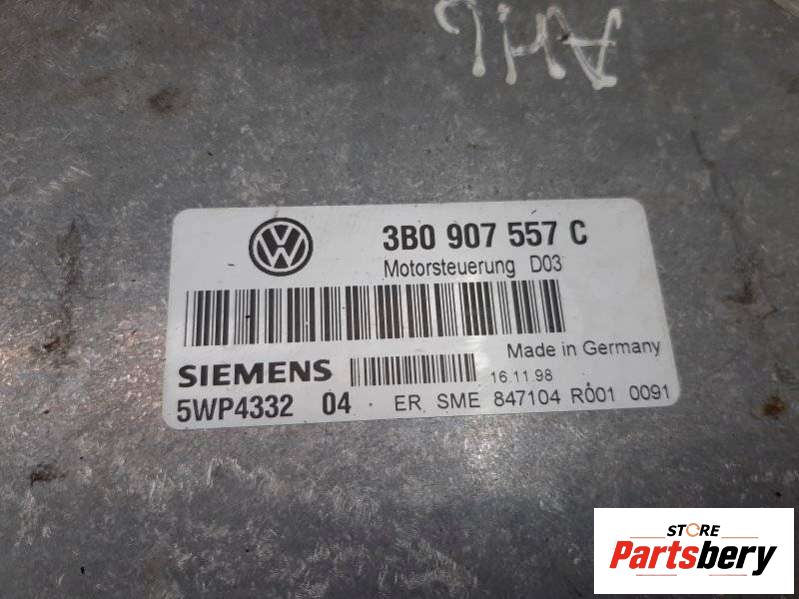 AHL
3B0 907 557 C
Motorsteuerung D03
Made in Germany
SIEMENS
16.11.98
5WP4332 04 ER SME 847104 R001 0091
STORE
Partsbery